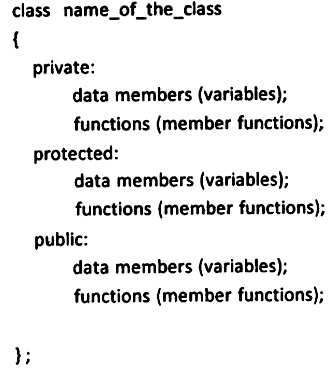 class name_of_the_class
{
private:
data members (variables);
functions (member functions);
protected:
data members (variables);
functions (member functions);
public:
data members (variables);
functions (member functions);
};